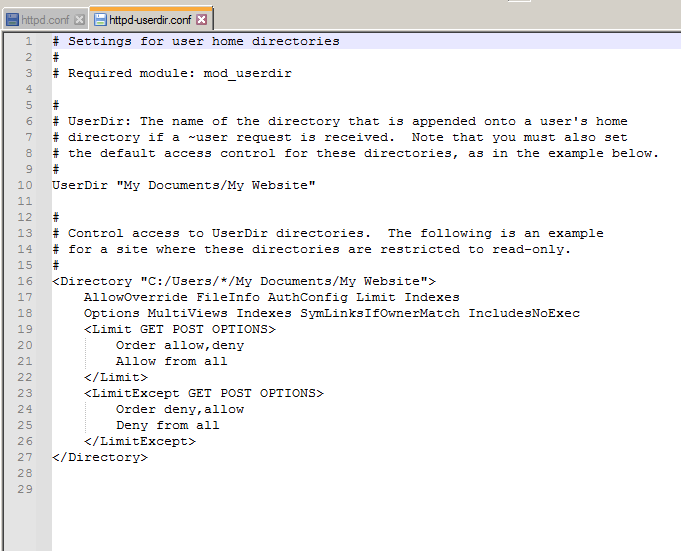 httpd.conf httpd-userdir.conf
1 # Settings for user home directories
2 #
3 # Required module: mod_userdir
4
5 #
6 # UserDir: The name of the directory that is appended onto a user's home
7 # directory if a ~user request is received.  Note that you must also set
8 # the default access control for these directories, as in the example below.
9 #
10 UserDir "My Documents/My Website"
11
12 #
13 # Control access to UserDir directories.  The following is an example
14 # for a site where these directories are restricted to read-only.
15 #
16 <Directory "C:/Users/*/My Documents/My Website">
17     AllowOverride FileInfo AuthConfig Limit Indexes
18     Options MultiViews Indexes SymLinksIfOwnerMatch IncludesNoExec
19     <Limit GET POST OPTIONS>
20         Order allow,deny
21         Allow from all
22     </Limit>
23     <LimitExcept GET POST OPTIONS>
24         Order deny,allow
25         Deny from all
26     </LimitExcept>
27 </Directory>
28
29